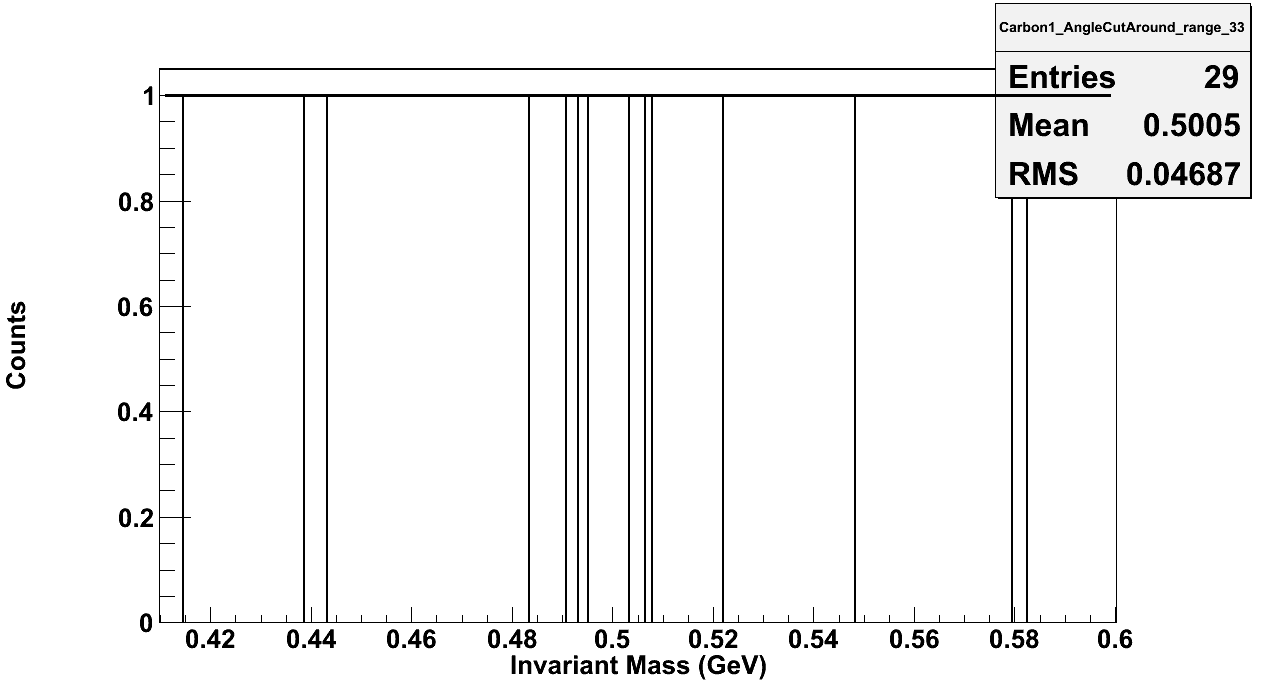 Carbon1_AngleCutAround_range_33
Entries 29
Mean 0.5005
RMS 0.04687
1
0.8
0.6
0.4
0.2
0
Counts
0.42 0.44 0.46 0.48 0.5 0.52 0.54 0.56 0.58 0.6
Invariant Mass (GeV)